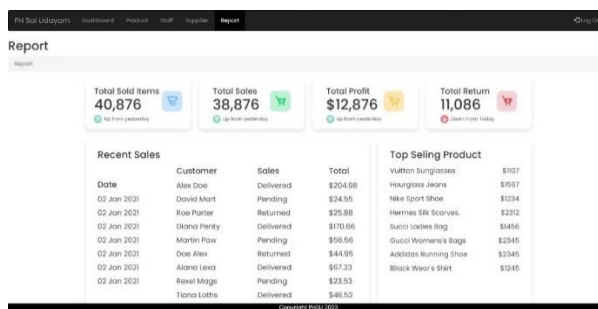 PH Sai Udayam Dashboard Product Staff Supplier Report Log O
Report
Report
Total Sold Items
40,876
Up from yesterday
Total Sales
38,876
Up from yesterday
Total Profit
$12,876
Up from yesterday
Total Return
11,086
Down From Today
Recent Sales
Customer Sales Total
Date Alex Doe Delivered $204.98
02 Jan 2021 David Mart Pending $24.55
02 Jan 2021 Roe Parter Returned $25.88
02 Jan 2021 Diana Penty Delivered $170.66
02 Jan 2021 Martin Paw Pending $56.56
02 Jan 2021 Doe Alex Returned $44.95
02 Jan 2021 Aiana Lexa Delivered $67.33
02 Jan 2021 Rexel Mags Pending $23.53
02 Jan 2021 Tiana Loths Delivered $46.52
Top Seling Product
Vuitton Sunglasses $1107
Hourglass Jeans $1567
Nike Sport Shoe $1234
Hermes Silk Scarves. $2312
Succi Ladies Bag $1456
Gucci Womens's Bags $2345
Addidas Running Shoe $2345
Bilack Wear's Shirt $1245
Copyright PHSU 2023